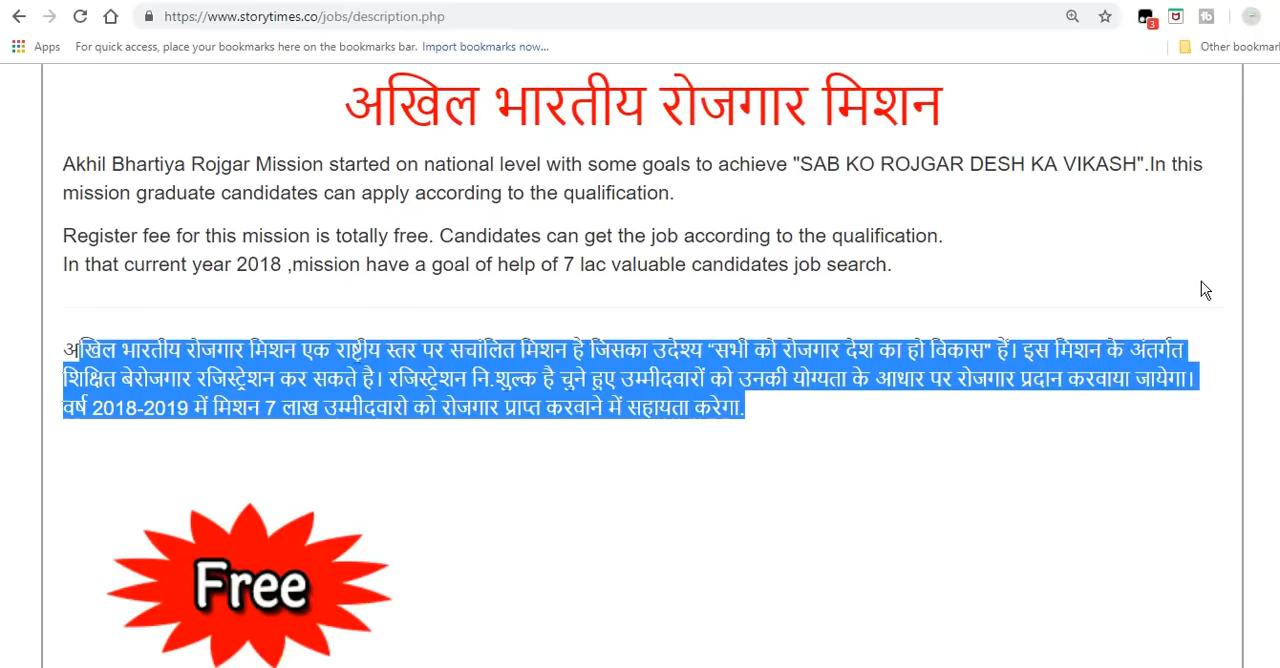 https://www.storytimes.co/jobs/description.php
3
Apps For quick access, place your bookmarks here on the bookmarks bar. Import bookmarks now... Other bookmar
अखिल भारतीय रोजगार मिशन
Akhil Bhartiya Rojgar Mission started on national level with some goals to achieve "SAB KO ROJGAR DESH KA VIKASH".In this
mission graduate candidates can apply according to the qualification.
Register fee for this mission is totally free. Candidates can get the job according to the qualification.
In that current year 2018 ,mission have a goal of help of 7 lac valuable candidates job search.
अखिल भारतीय रोजगार मिशन एक राष्ट्रीय स्तर पर सचांलित मिशन है जिसका उदेश्य “सभी को रोजगार देश का हो विकास" हैं। इस मिशन के अंतर्गत
शिक्षित बेरोजगार रजिस्ट्रेशन कर सकते है। रजिस्ट्रेशन नि.शुल्क है चुने हुए उम्मीदवारों को उनकी योग्यता के आधार पर रोजगार प्रदान करवाया जायेगा।
वर्ष 2018-2019 में मिशन 7 लाख उम्मीदवारो को रोजगार प्राप्त करवाने में सहायता करेगा.
Free